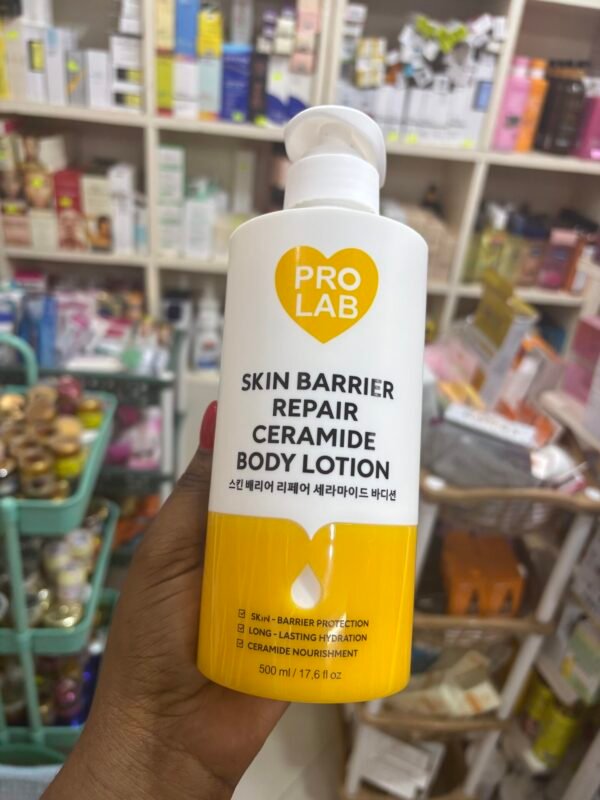 PRO
LAB
SKIN BARRIER
REPAIR
CERAMIDE
BODY LOTION
스킨 배리어 리페어 세라마이드 바디션
SKIN - BARRIER PROTECTION
LONG - LASTING HYDRATION
CERAMIDE NOURISHMENT
500 ml / 17,6 fl oz